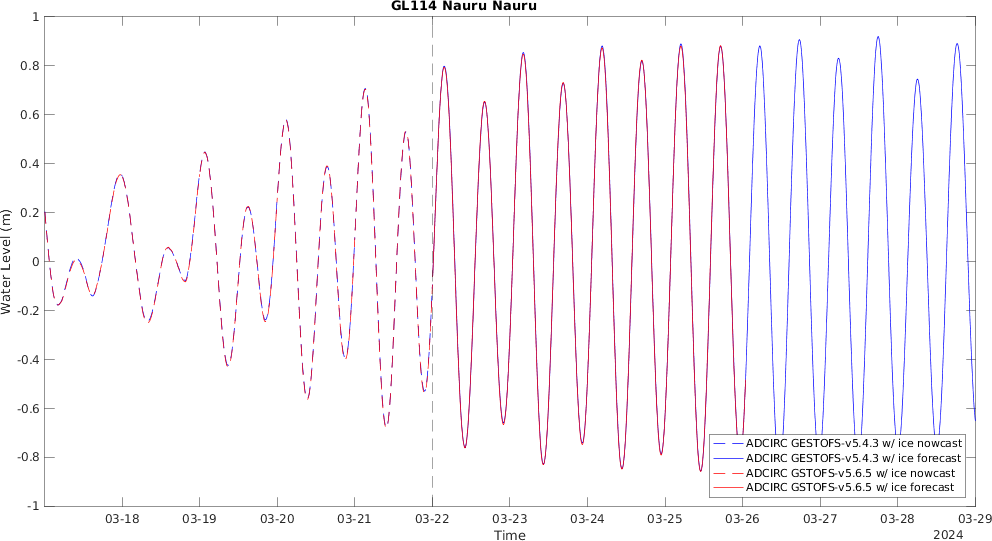 GL114 Nauru Nauru
1
0.8
0.6
0.4
0.2
0
-0.2
-0.4
-0.6
-0.8
-1
Water Level (m)
03-18 03-19 03-20 03-21 03-22 03-23 03-24 03-25 03-26 03-27 03-28 03-29
Time
2024
ADCIRC GESTOFS-v5.4.3 w/ ice nowcast
ADCIRC GESTOFS-v5.4.3 w/ ice forecast
ADCIRC GSTOFS-v5.6.5 w/ ice nowcast
ADCIRC GSTOFS-v5.6.5 w/ ice forecast